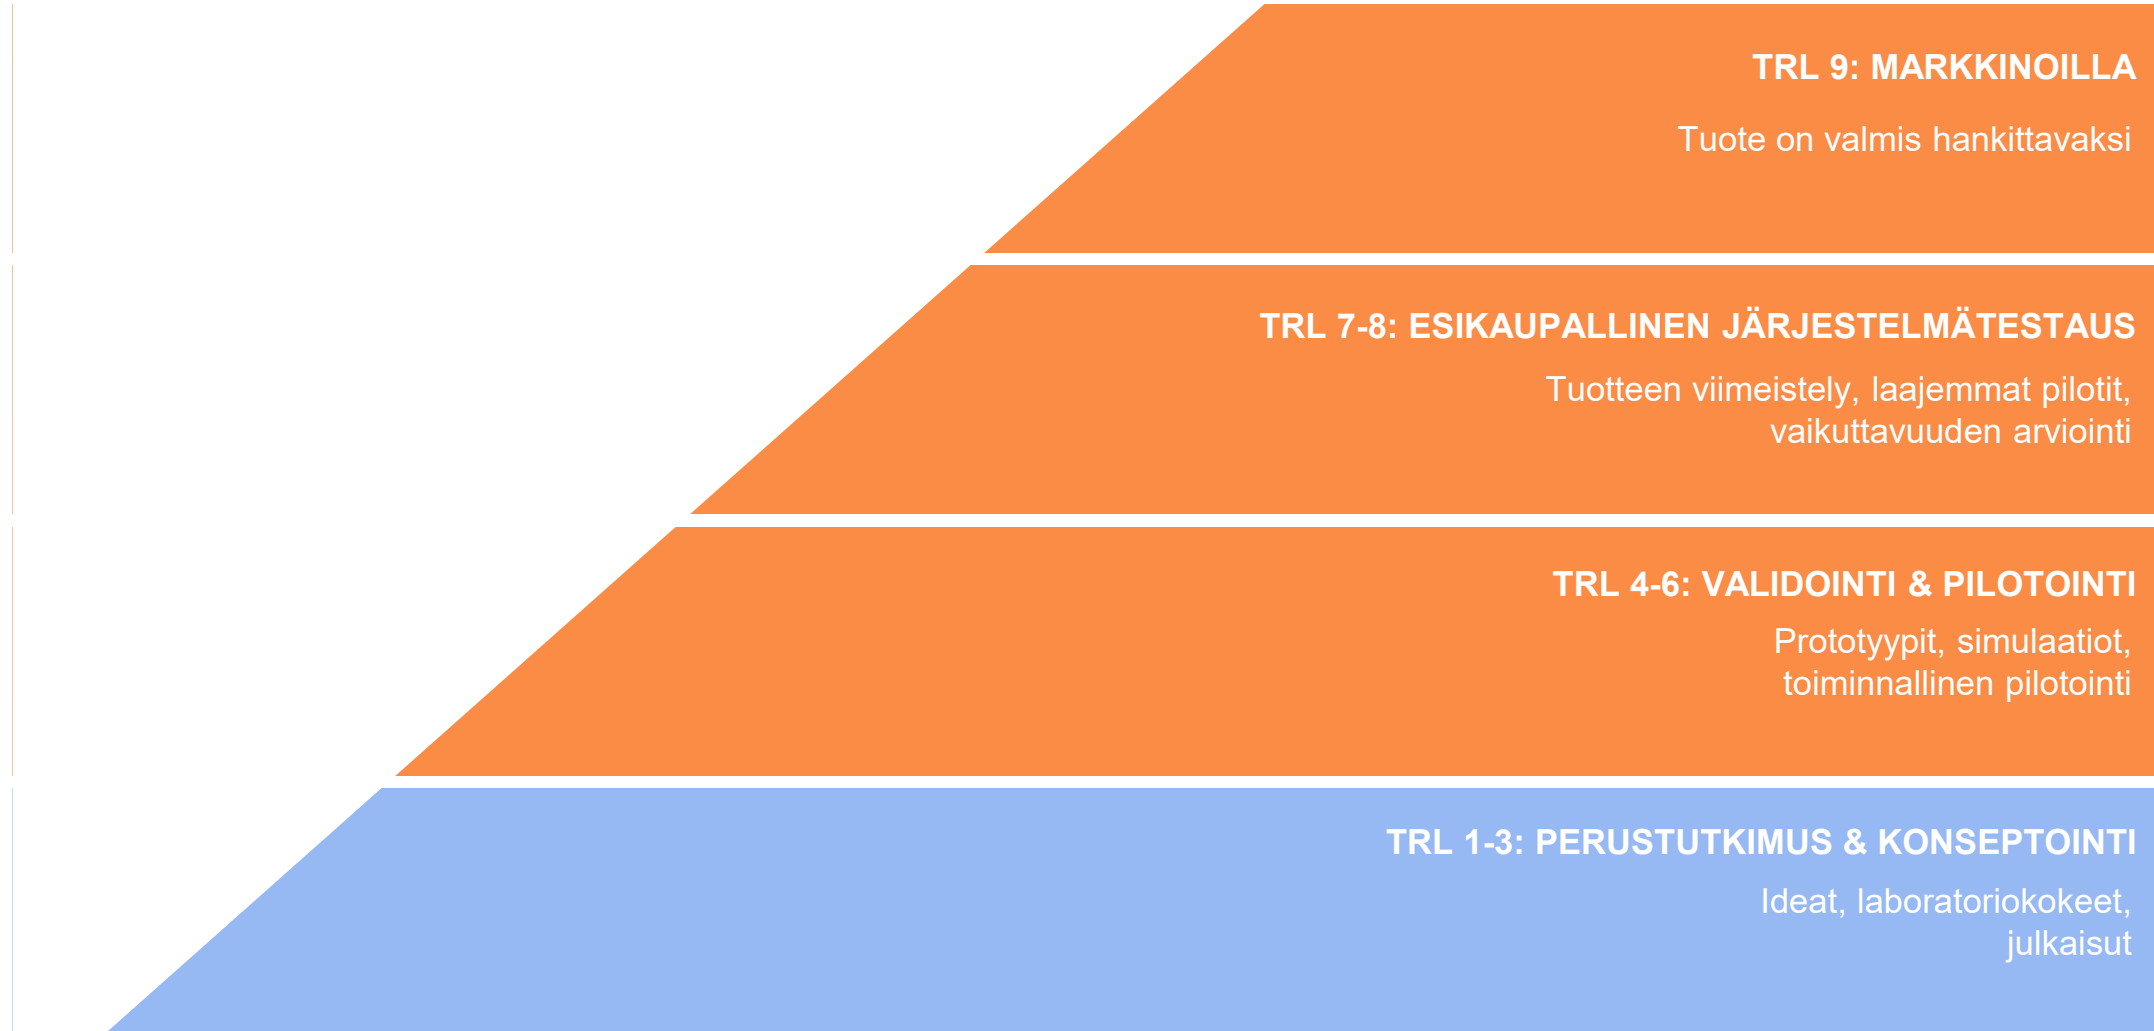 TRL 9: MARKKINOILLA
Tuote on valmis hankittavaksi
TRL 7-8: ESIKAUPALLINEN JÄRJESTELMÄTESTAUS
Tuotteen viimeistely, laajemmat pilotit,
vaikuttavuuden arviointi
TRL 4-6: VALIDOINTI & PILOTOINTI
Prototyypit, simulaatiot,
toiminnallinen pilotointi
TRL 1-3: PERUSTUTKIMUS & KONSEPTOINTI
Ideat, laboratoriokokeet,
julkaisut